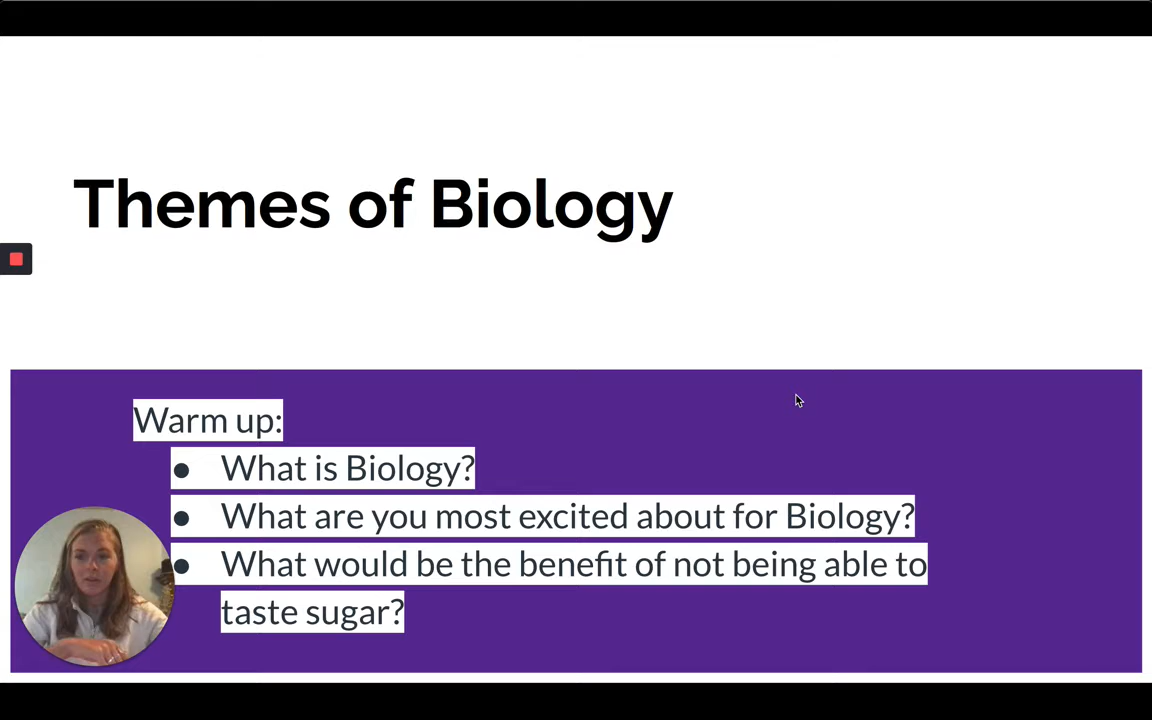 Themes of Biology
Warm up:
● What is Biology?
● What are you most excited about for Biology?
● What would be the benefit of not being able to
taste sugar?